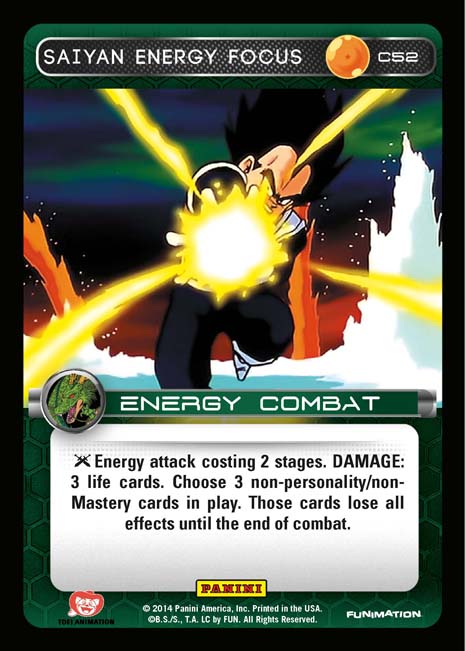 SAIYAN ENERGY FOCUS C52
ENERGY COMBAT
Energy attack costing 2 stages. DAMAGE:
3 life cards. Choose 3 non-personality/non-
Mastery cards in play. Those cards lose all
effects until the end of combat.
PANINI
© 2014 Panini America, Inc. Printed in the USA.
TOEI ANIMATION ©B.S./S., T.A. LC by FUN. All Rights Reserved. FUNIMATION